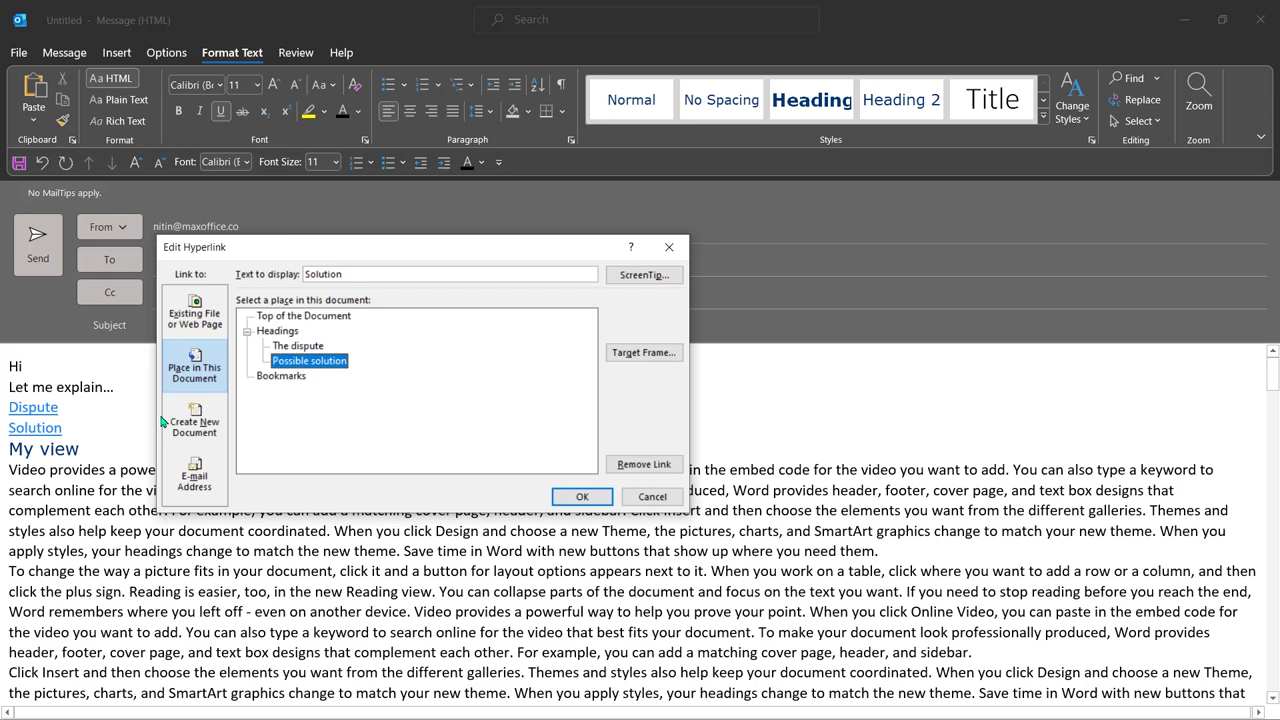 Untitled - Message (HTML)
Search
File Message Insert Options Format Text Review Help
Paste
Clipboard
Aa HTML
Aa Plain Text
Aa Rich Text
Format
Calibri (Bc 11
B I U ab x₂ x²
Font
Paragraph
Normal No Spacing Heading Heading 2 Title
Change Styles
Styles
Find
Replace
Select
Editing
Zoom
Zoom
Font: Calibri (E Font Size: 11
No MailTips apply.
Send
From
nitin@maxoffice.co
To
Cc
Subject
Edit Hyperlink
? 
Link to:
Text to display: Solution
ScreenTip...
Existing File or Web Page
Place in This Document
Create New Document
E-mail Address
Select a place in this document:
Top of the Document
Headings
The dispute
Possible solution
Bookmarks
Target Frame...
Remove Link
OK
Cancel
Hi
Let me explain...
Dispute
Solution
My view
Video provides a powe in the embed code for the video you want to add. You can also type a keyword to
search online for the vi duced, Word provides header, footer, cover page, and text box designs that
complement each other. For example, you can add a matching cover page, header, and sidebar. Click Insert and then choose the elements you want from the different galleries. Themes and
styles also help keep your document coordinated. When you click Design and choose a new Theme, the pictures, charts, and SmartArt graphics change to match your new theme. When you
apply styles, your headings change to match the new theme. Save time in Word with new buttons that show up where you need them.
To change the way a picture fits in your document, click it and a button for layout options appears next to it. When you work on a table, click where you want to add a row or a column, and then
click the plus sign. Reading is easier, too, in the new Reading view. You can collapse parts of the document and focus on the text you want. If you need to stop reading before you reach the end,
Word remembers where you left off - even on another device. Video provides a powerful way to help you prove your point. When you click Online Video, you can paste in the embed code for
the video you want to add. You can also type a keyword to search online for the video that best fits your document. To make your document look professionally produced, Word provides
header, footer, cover page, and text box designs that complement each other. For example, you can add a matching cover page, header, and sidebar.
Click Insert and then choose the elements you want from the different galleries. Themes and styles also help keep your document coordinated. When you click Design and choose a new Theme,
the pictures, charts, and SmartArt graphics change to match your new theme. When you apply styles, your headings change to match the new theme. Save time in Word with new buttons that